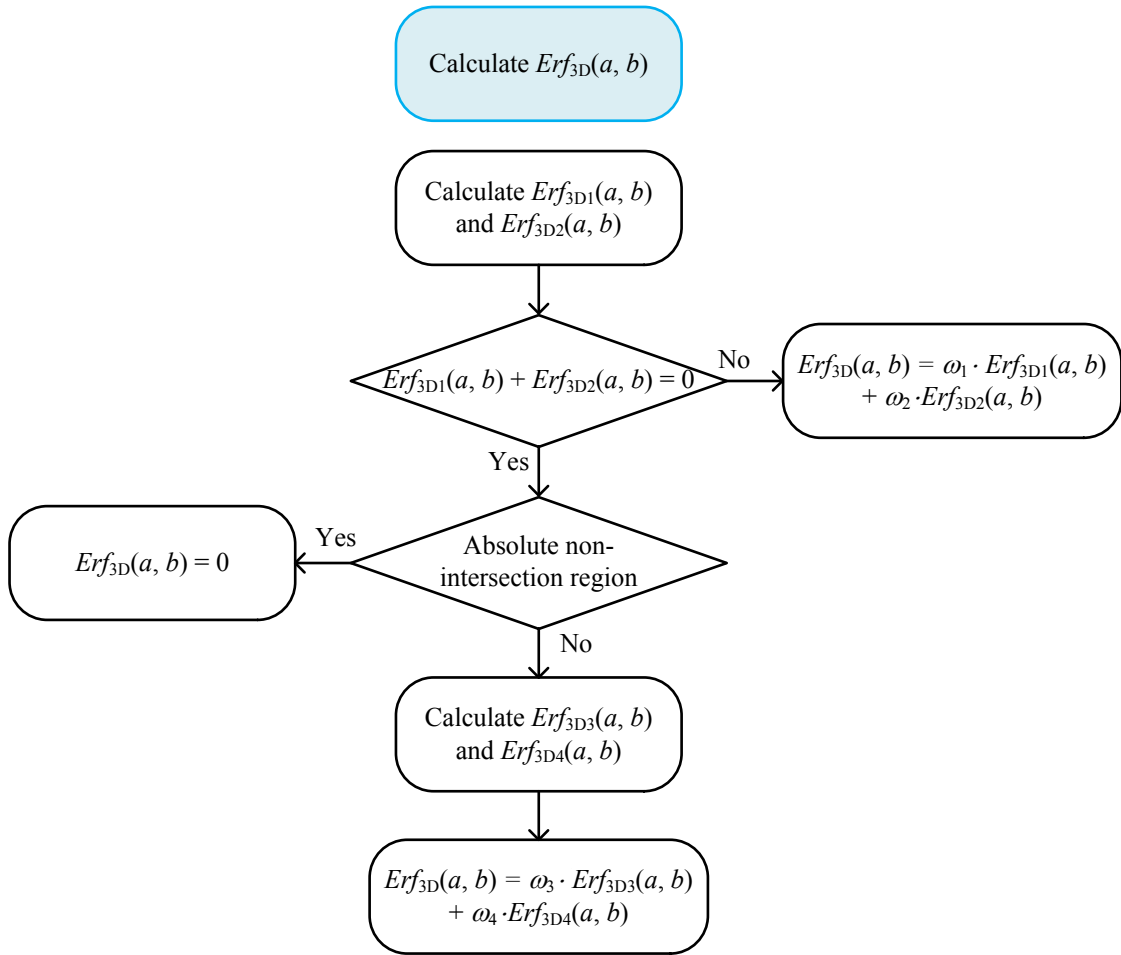 Calculate Erf3D(a, b)
Calculate Erf3D1(a, b)
and Erf3D2(a, b)
Erf3D1(a, b) + Erf3D2(a, b) = 0
No
Erf3D(a, b) = ω1 · Erf3D1(a, b)
+ ω2 ·Erf3D2(a, b)
Yes
Absolute non-
intersection region
Yes
Erf3D(a, b) = 0
No
Calculate Erf3D3(a, b)
and Erf3D4(a, b)
Erf3D(a, b) = ω3 · Erf3D3(a, b)
+ ω4 ·Erf3D4(a, b)